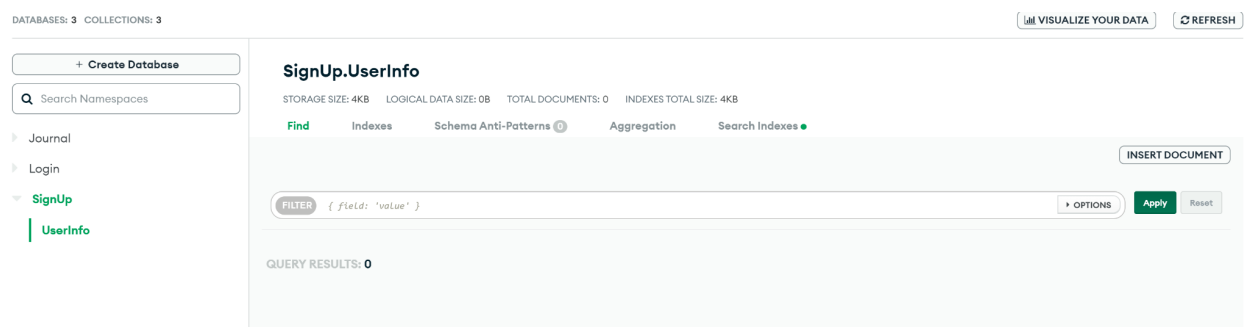 DATABASES: 3 COLLECTIONS: 3
VISUALIZE YOUR DATA
REFRESH
+ Create Database
Search Namespaces
Journal
Login
SignUp
UserInfo
SignUp.UserInfo
STORAGE SIZE: 4KB LOGICAL DATA SIZE: 0B TOTAL DOCUMENTS: 0 INDEXES TOTAL SIZE: 4KB
Find Indexes Schema Anti-Patterns 0 Aggregation Search Indexes
INSERT DOCUMENT
FILTER { field: 'value' } OPTIONS Apply Reset
QUERY RESULTS: 0